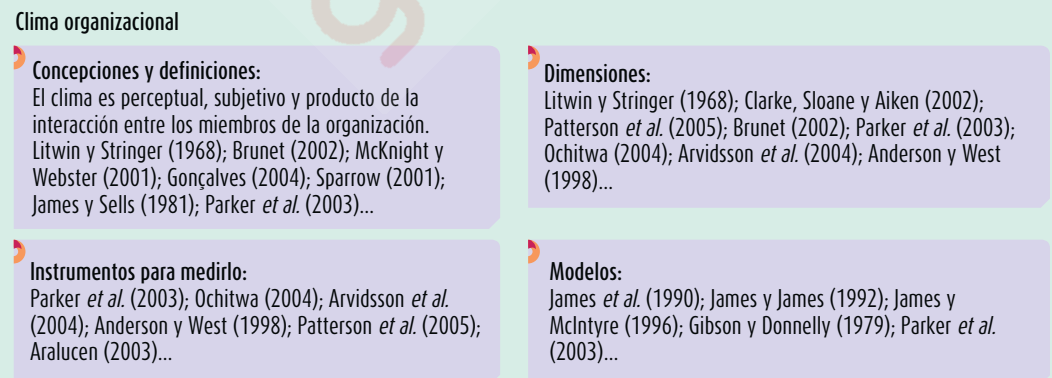 Clima organizacional
Concepciones y definiciones:
El clima es perceptual, subjetivo y producto de la
interacción entre los miembros de la organización.
Litwin y Stringer (1968); Brunet (2002); McKnight y
Webster (2001); Gonçalves (2004); Sparrow (2001);
James y Sells (1981); Parker et al. (2003)...
Dimensiones:
Litwin y Stringer (1968); Clarke, Sloane y Aiken (2002);
Patterson et al. (2005); Brunet (2002); Parker et al. (2003);
Ochitwa (2004); Arvidsson et al. (2004); Anderson y West
(1998)...
Instrumentos para medirlo:
Parker et al. (2003); Ochitwa (2004); Arvidsson et al.
(2004); Anderson y West (1998); Patterson et al. (2005);
Aralucen (2003)...
Modelos:
James et al. (1990); James y James (1992); James y
McIntyre (1996); Gibson y Donnelly (1979); Parker et al.
(2003)...